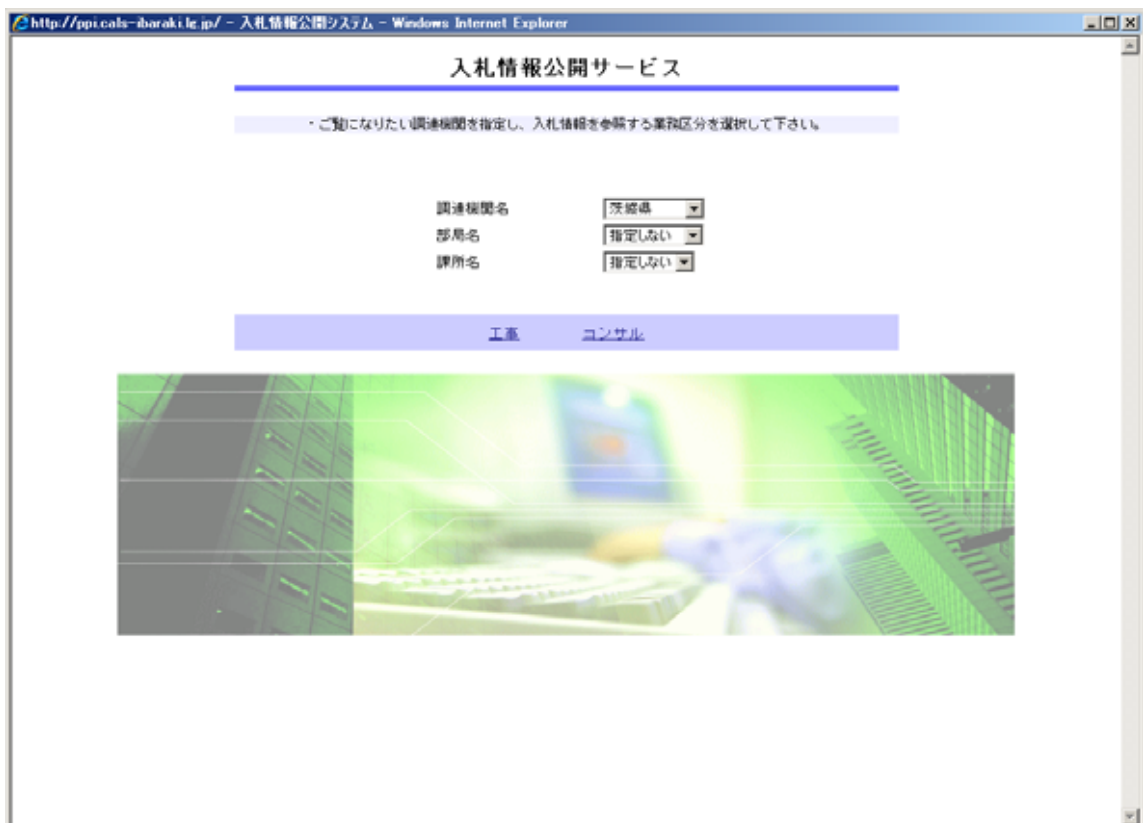 http://ppi.cals-ibaraki.lg.jp/ - 入札情報公開システム - Windows Internet Explorer
入札情報公開サービス
・ご覧になりたい調達機関を指定し、入札情報を参照する業務区分を選択して下さい。
調達機関名 茨城県
部局名 指定しない
課所名 指定しない
工事 コンサル